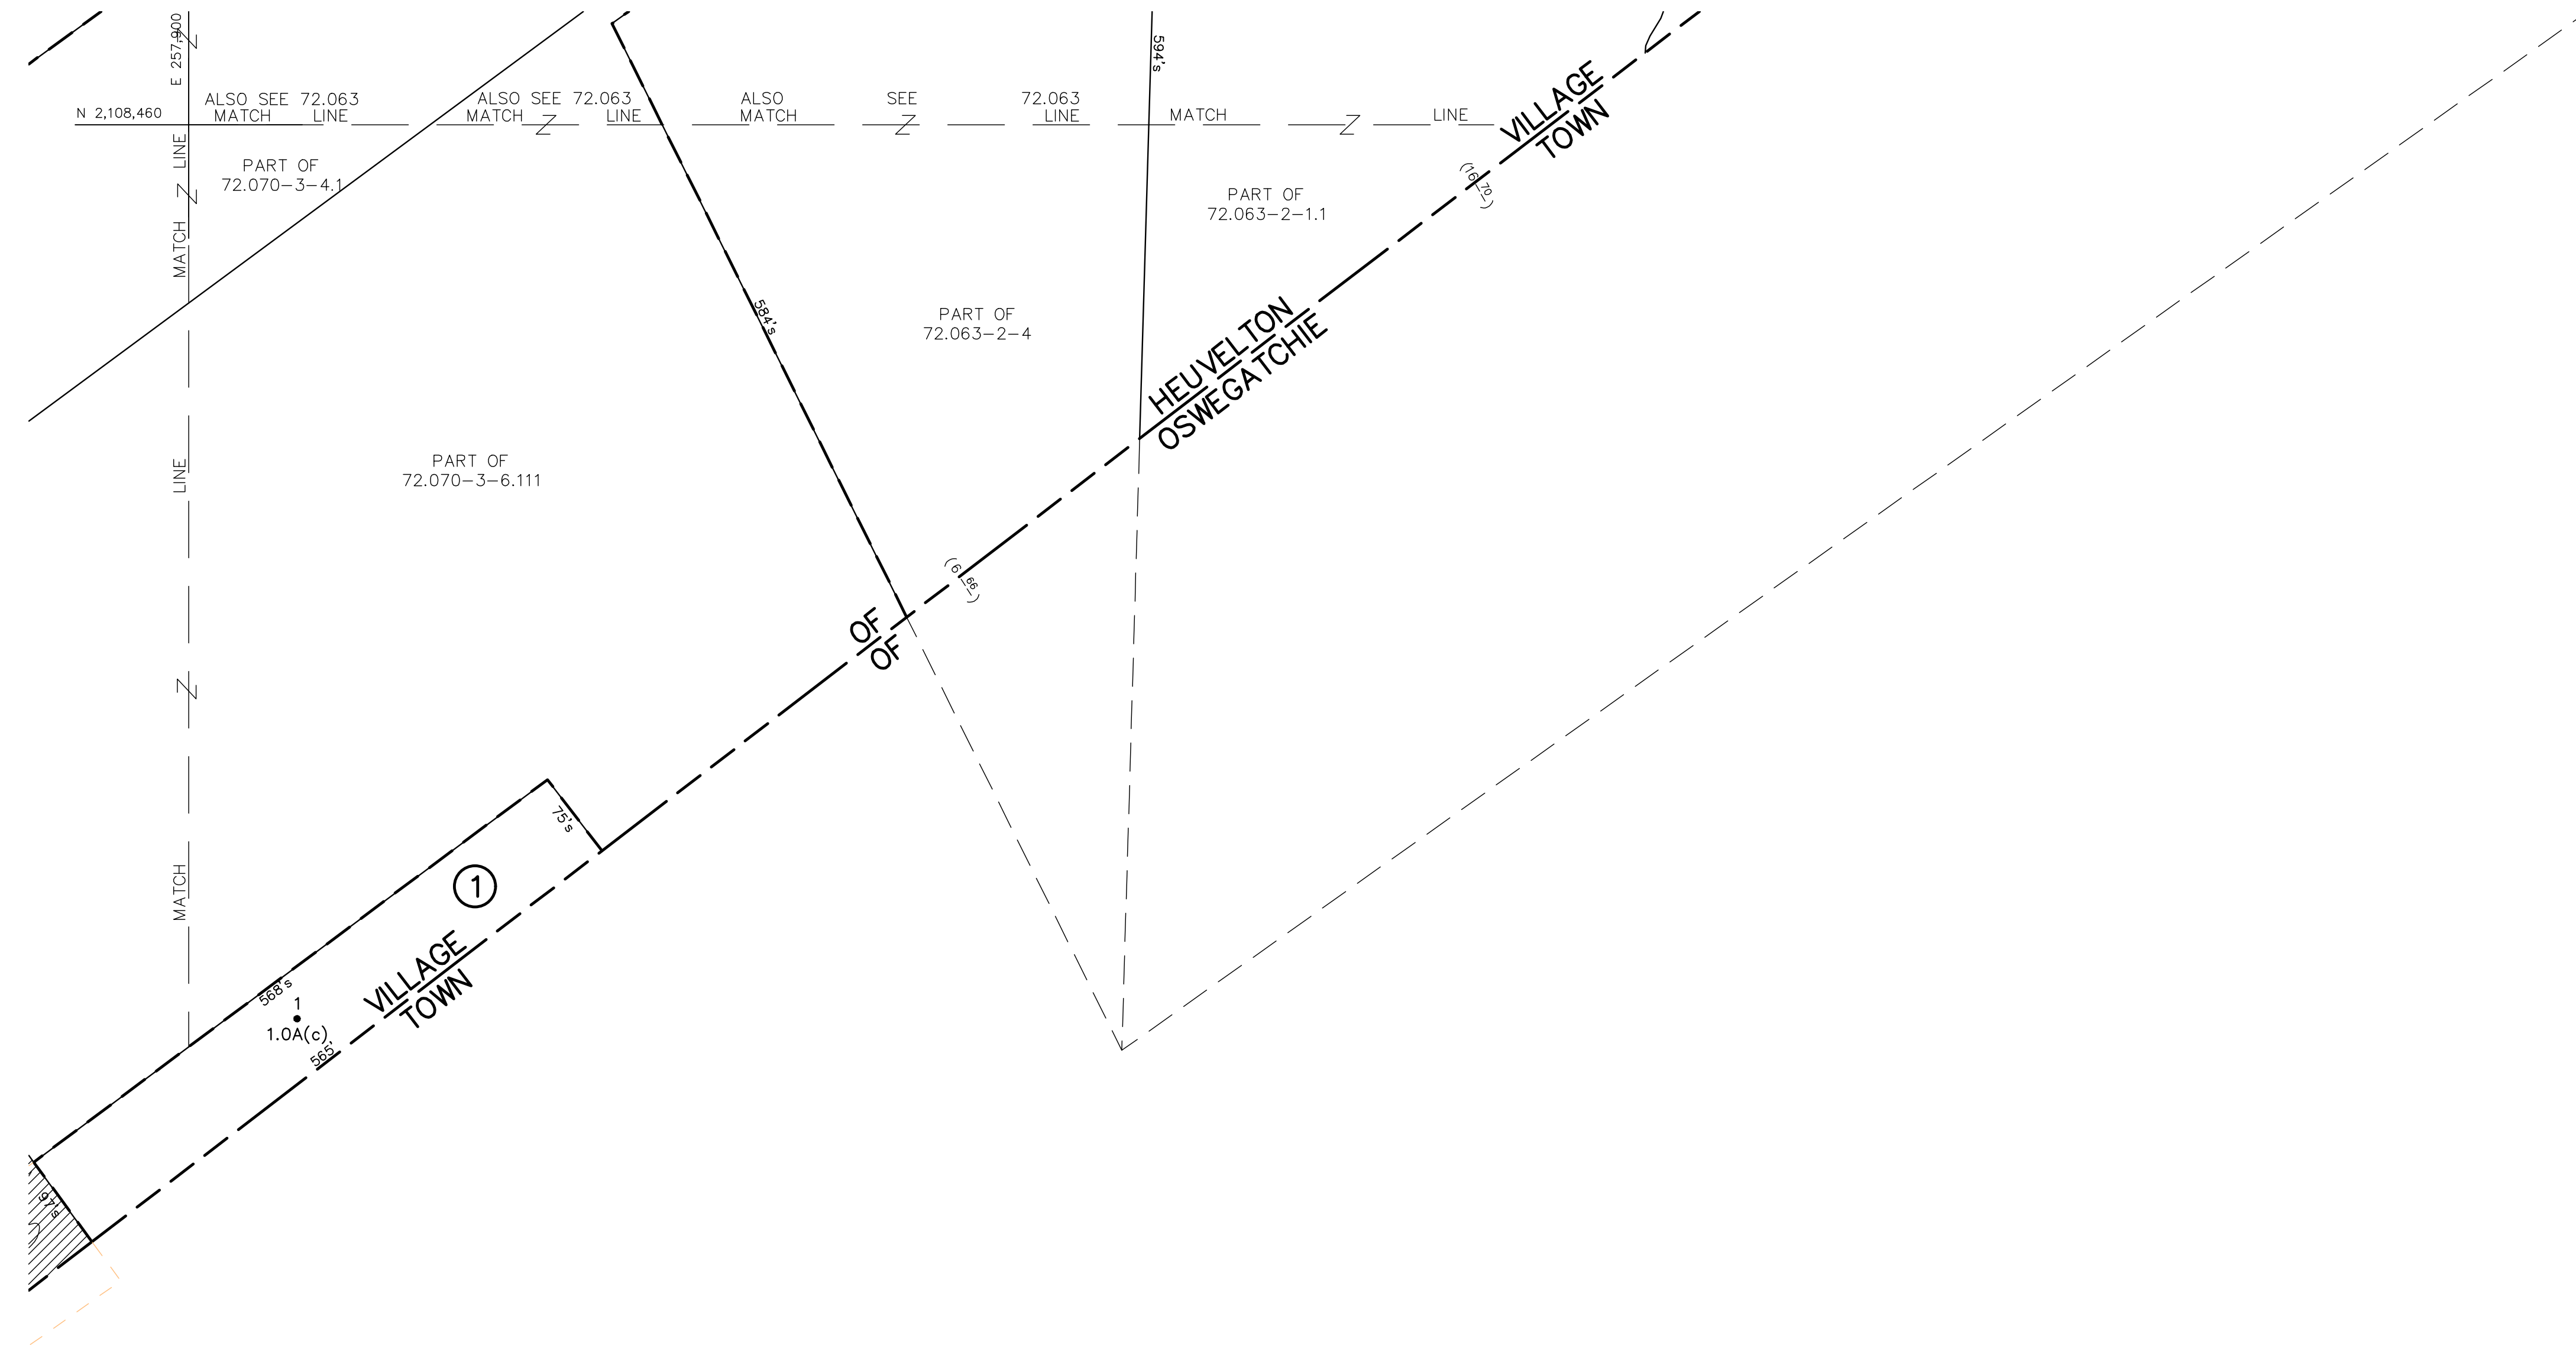 E 257,900
N 2,108,460
ALSO SEE 72.063
MATCH LINE
ALSO SEE 72.063
MATCH LINE
ALSO SEE 72.063
MATCH LINE
MATCH LINE
594's
VILLAGE
TOWN
LINE
MATCH
PART OF
72.070-3-4.1
PART OF
72.063-2-1.1
(16 70)
584's
PART OF
72.063-2-4
HEUVELTON
OSWEGATCHIE
LINE
PART OF
72.070-3-6.111
(6 66)
OF
OF
75's
MATCH
1
VILLAGE
TOWN
568's
1
1.0A(c)
565'
97's